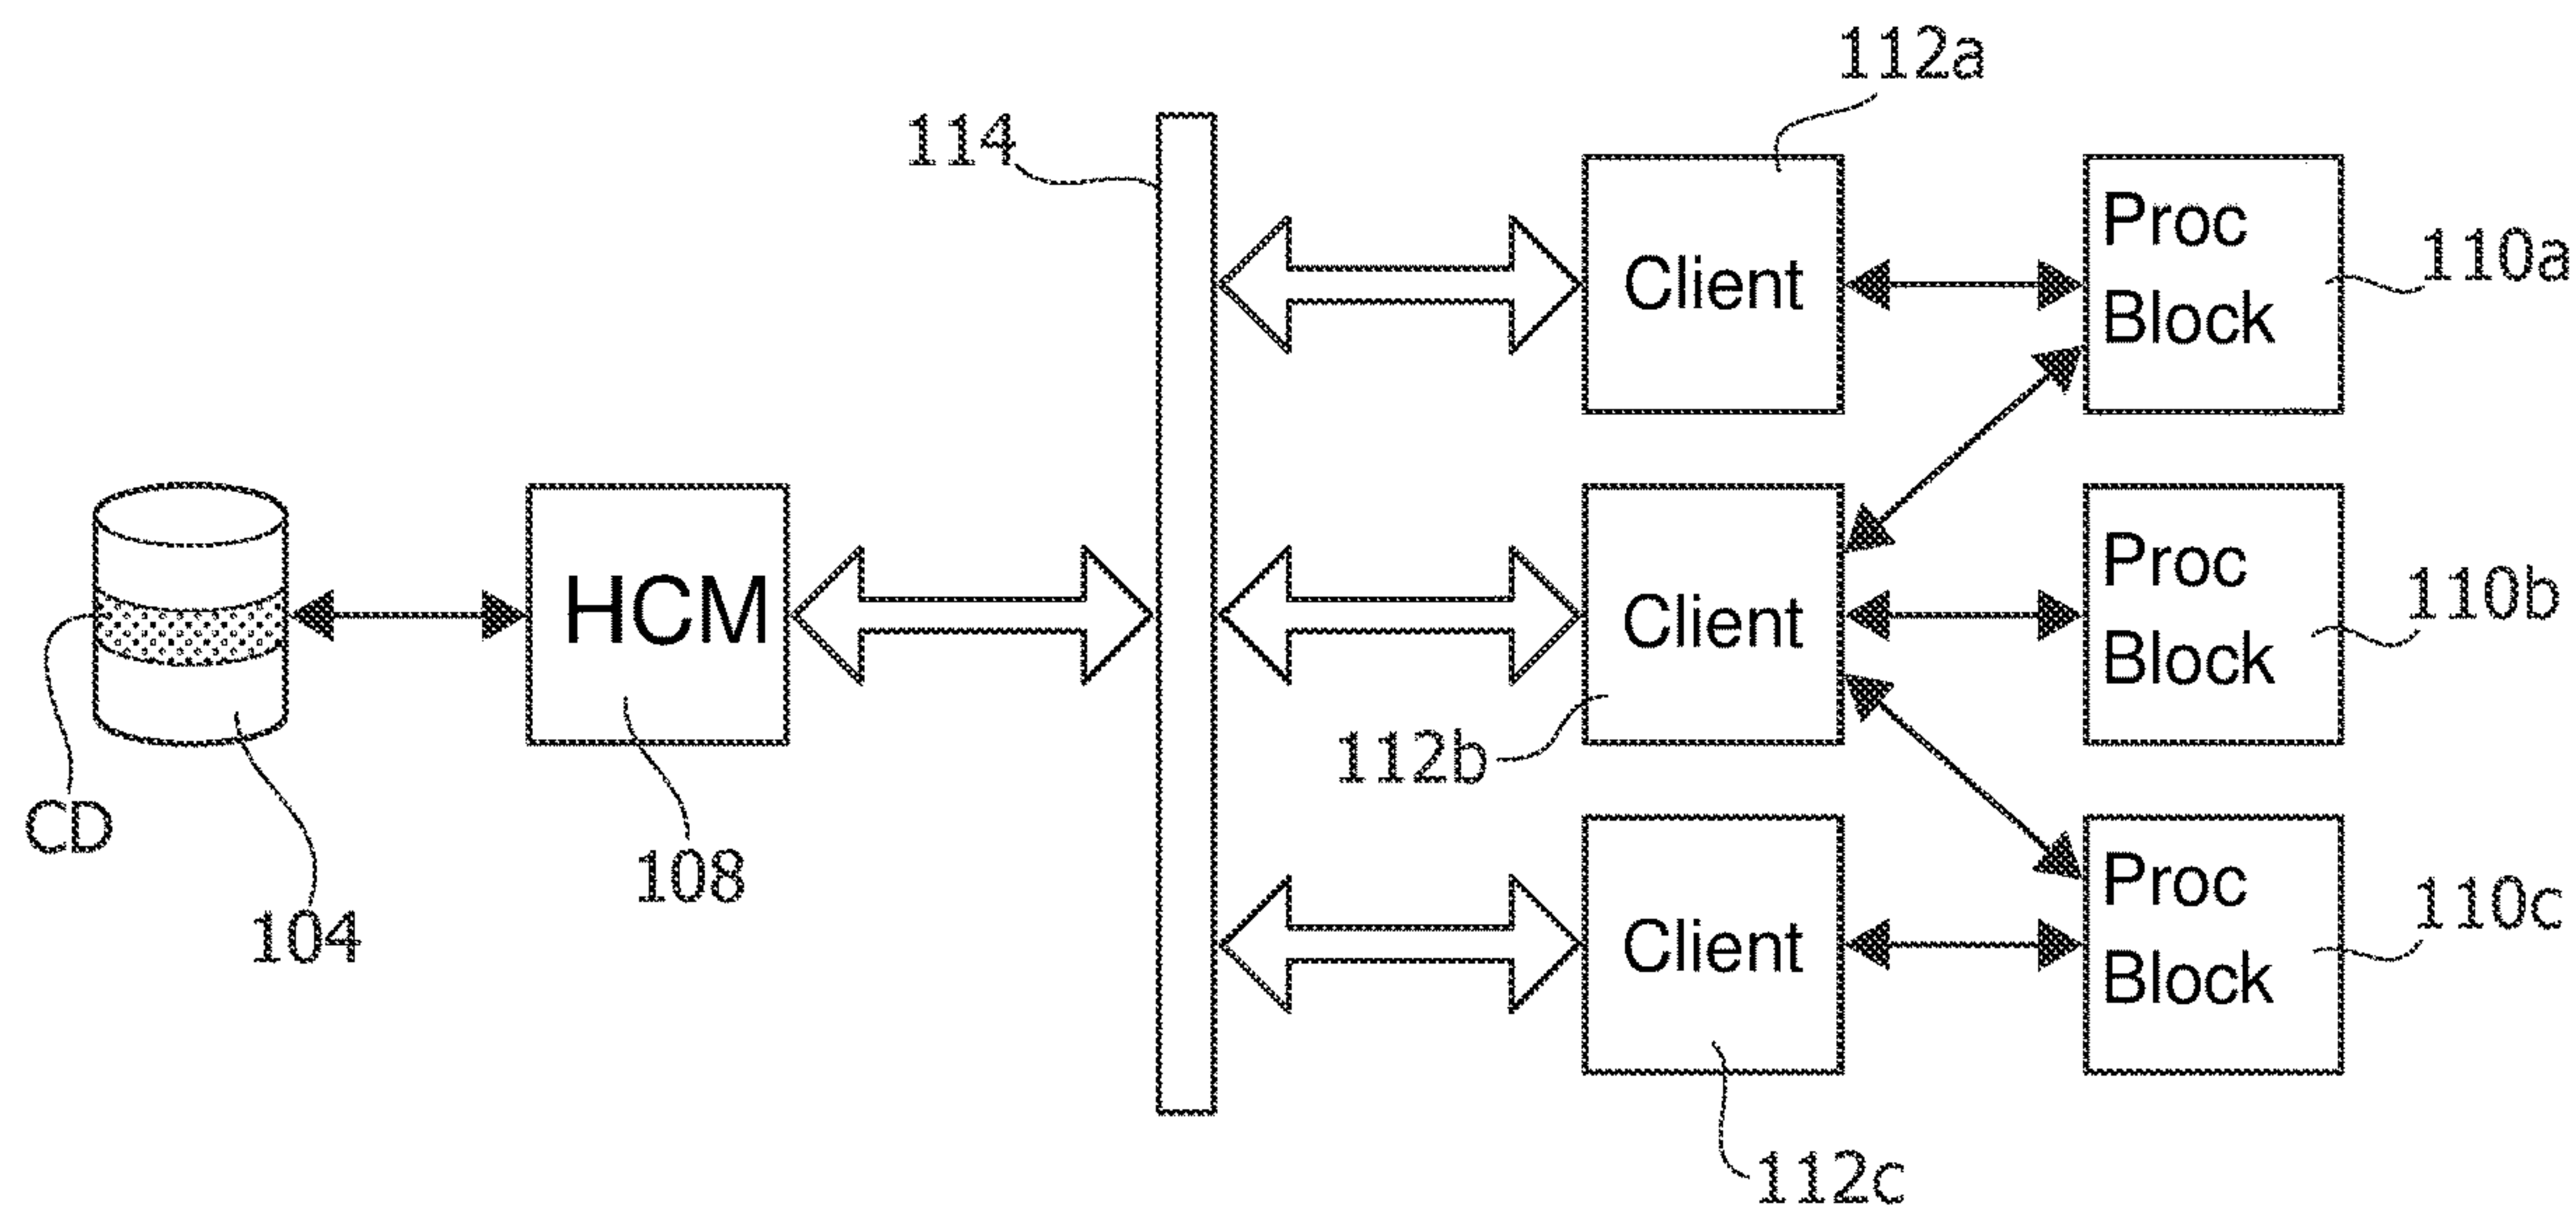 112a
114
Proc
Block
Client
110a
HCM
Client
Proc
Block
110b
112b
CD
108
104
Client
Proc
Block
110c
112c